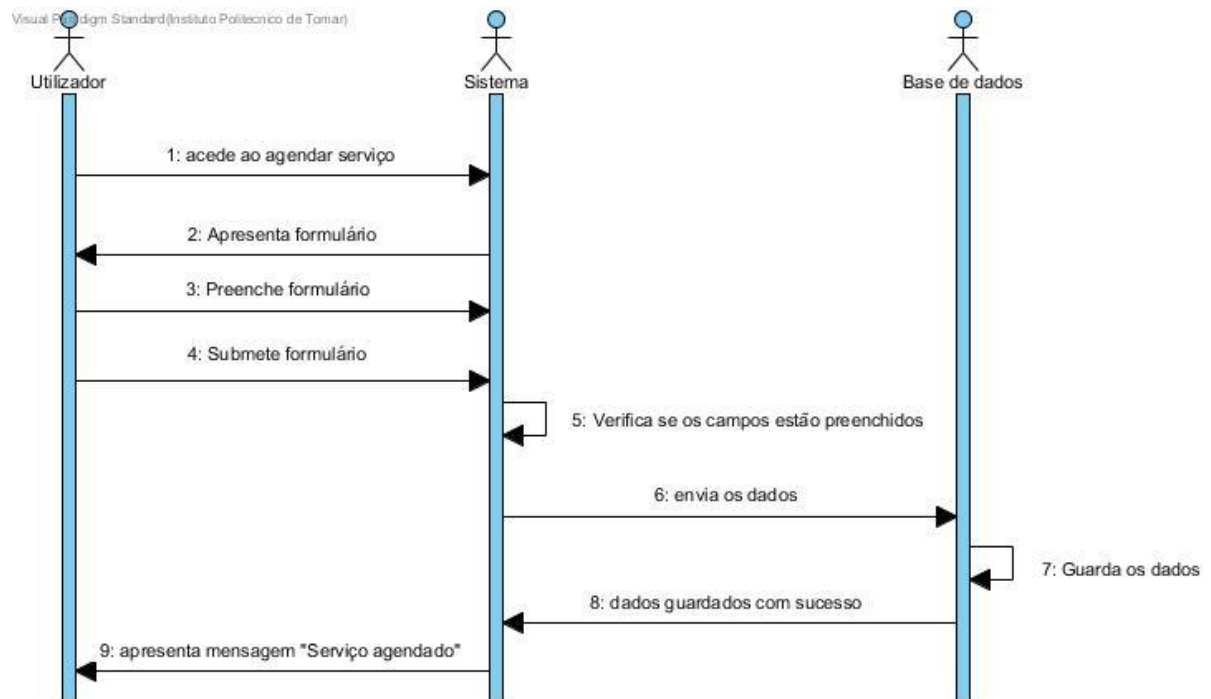 Visual Paradigm Standard(Instituto Politecnico de Tomar)
Utilizador
Sistema
Base de dados
1: acede ao agendar serviço
2: Apresenta formulário
3: Preenche formulário
4: Submete formulário
5: Verifica se os campos estão preenchidos
6: envia os dados
7: Guarda os dados
8: dados guardados com sucesso
9: apresenta mensagem "Serviço agendado"